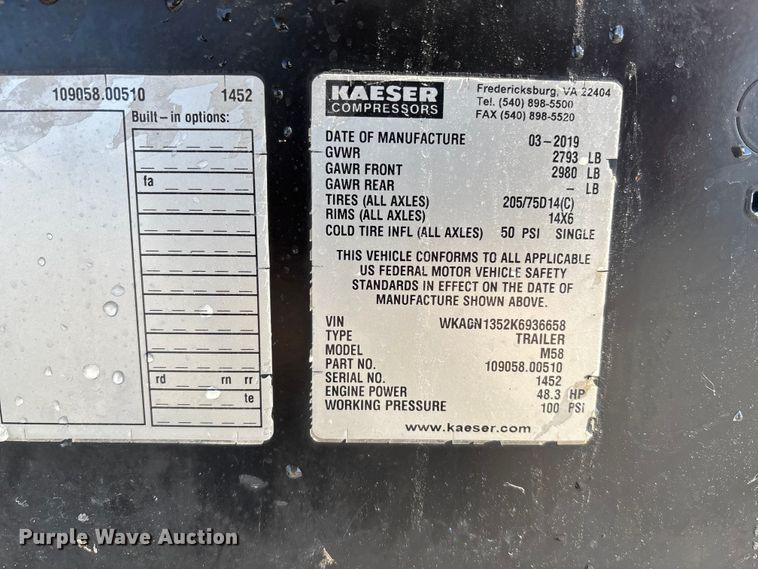 109058.00510 1452
Built-in options:
fa
rd rn rr
te
KAESER
COMPRESSORS
Fredericksburg, VA 22404
Tel. (540) 898-5500
FAX (540) 898-5520
DATE OF MANUFACTURE 03-2019
GVWR 2793 LB
GAWR FRONT 2980 LB
GAWR REAR - LB
TIRES (ALL AXLES) 205/75D14(C)
RIMS (ALL AXLES) 14X6
COLD TIRE INFL (ALL AXLES) 50 PSI SINGLE
THIS VEHICLE CONFORMS TO ALL APPLICABLE
US FEDERAL MOTOR VEHICLE SAFETY
STANDARDS IN EFFECT ON THE DATE OF
MANUFACTURE SHOWN ABOVE.
VIN WKA0N1352K6936658
TYPE TRAILER
MODEL M58
PART NO. 109058.00510
SERIAL NO. 1452
ENGINE POWER 48.3 HP
WORKING PRESSURE 100 PSI
www.kaeser.com
Purple Wave Auction